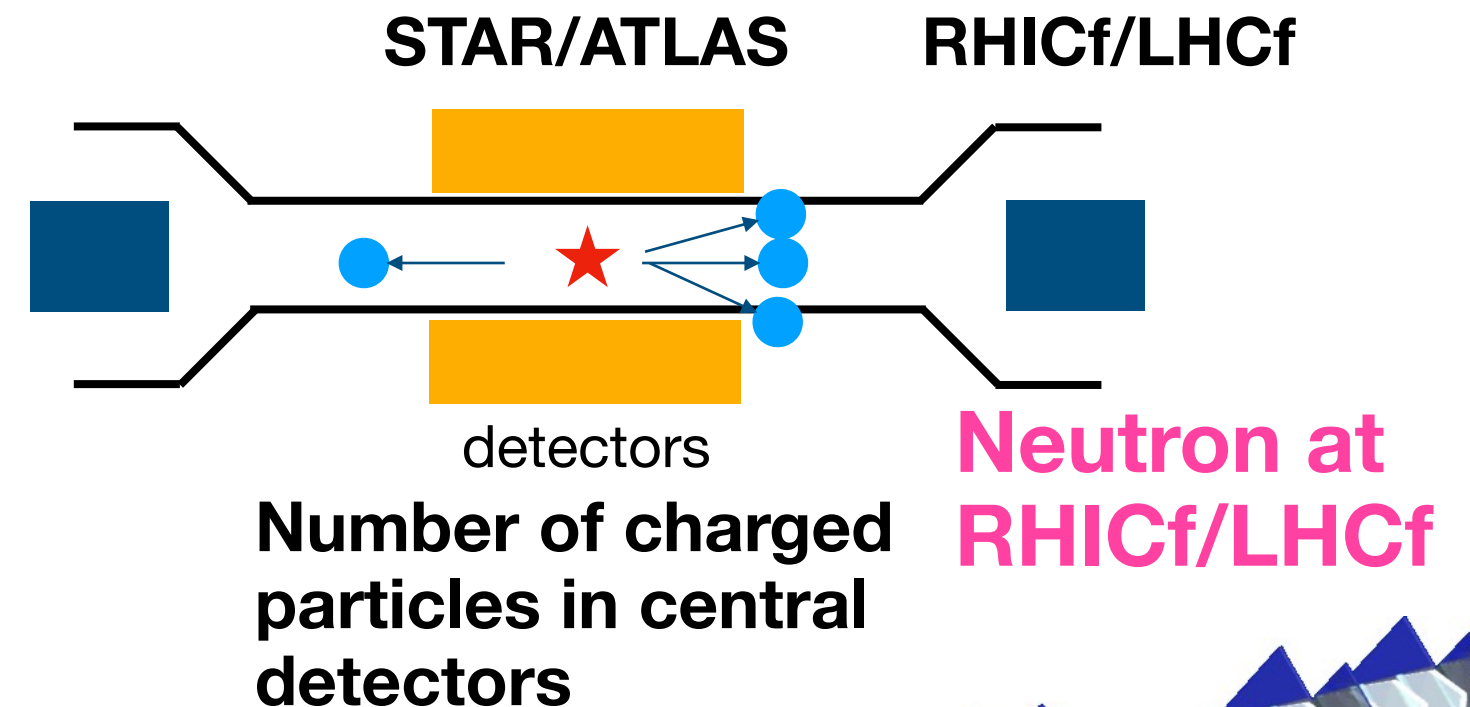 STAR/ATLAS
RHICf/LHCf
detectors
Number of charged
particles in central
detectors
Neutron at
RHICf/LHCf